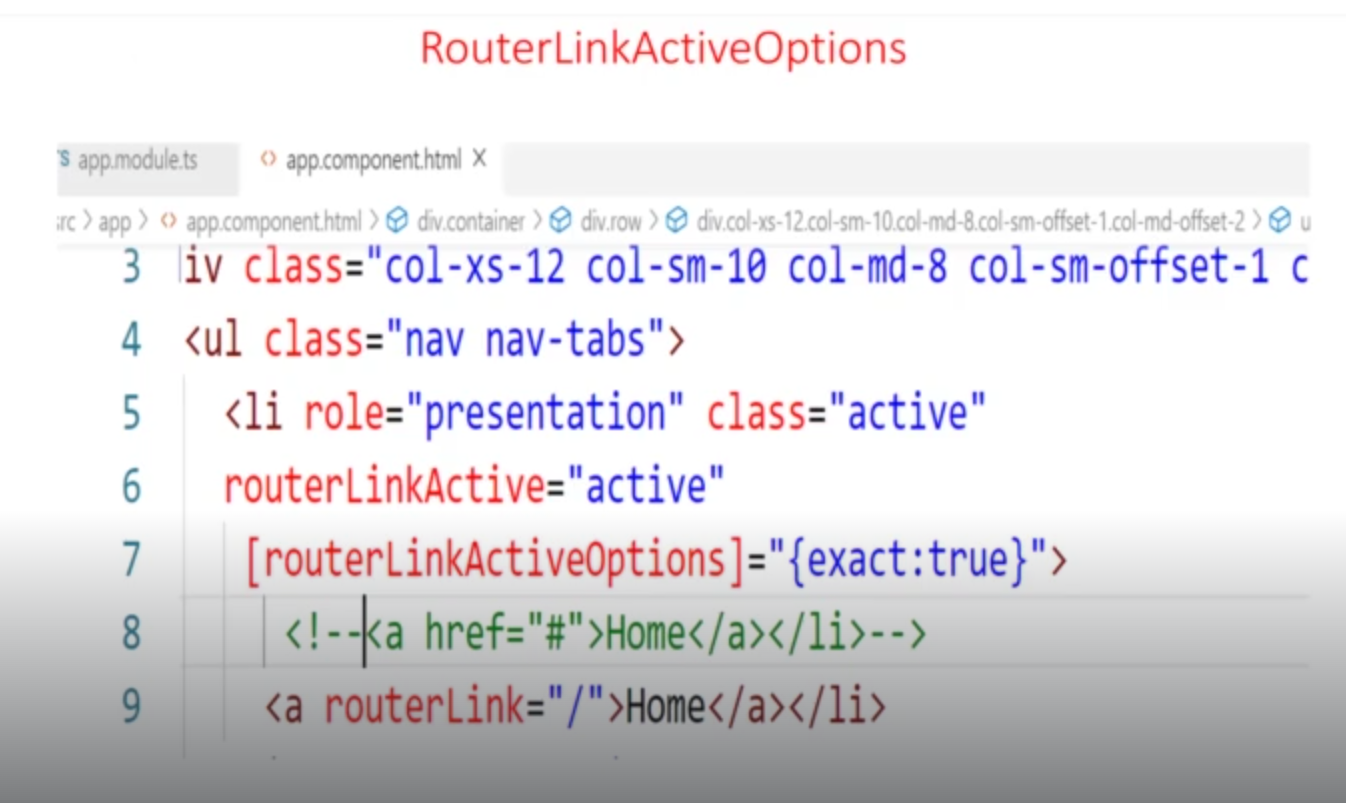 RouterLinkActiveOptions
TS app.module.ts <> app.component.html X
src > app > <> app.component.html > div.container > div.row > div.col-xs-12.col-sm-10.col-md-8.col-sm-offset-1.col-md-offset-2 > u
3 iv class="col-xs-12 col-sm-10 col-md-8 col-sm-offset-1 c
4 <ul class="nav nav-tabs">
5 <li role="presentation" class="active"
6 routerLinkActive="active"
7 [routerLinkActiveOptions]="{exact:true}">
8 <!--<a href="#">Home</a></li>-->
9 <a routerLink="/">Home</a></li>